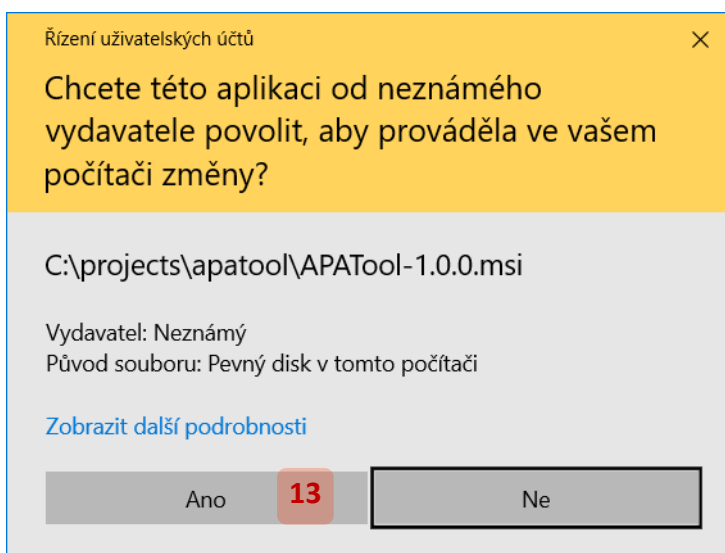 Řízení uživatelských účtů
Chcete této aplikaci od neznámého
vydavatele povolit, aby prováděla ve vašem
počítači změny?
C:\projects\apatool\APATool-1.0.0.msi
Vydavatel: Neznámý
Původ souboru: Pevný disk v tomto počítači
Zobrazit další podrobnosti
Ano 13 Ne